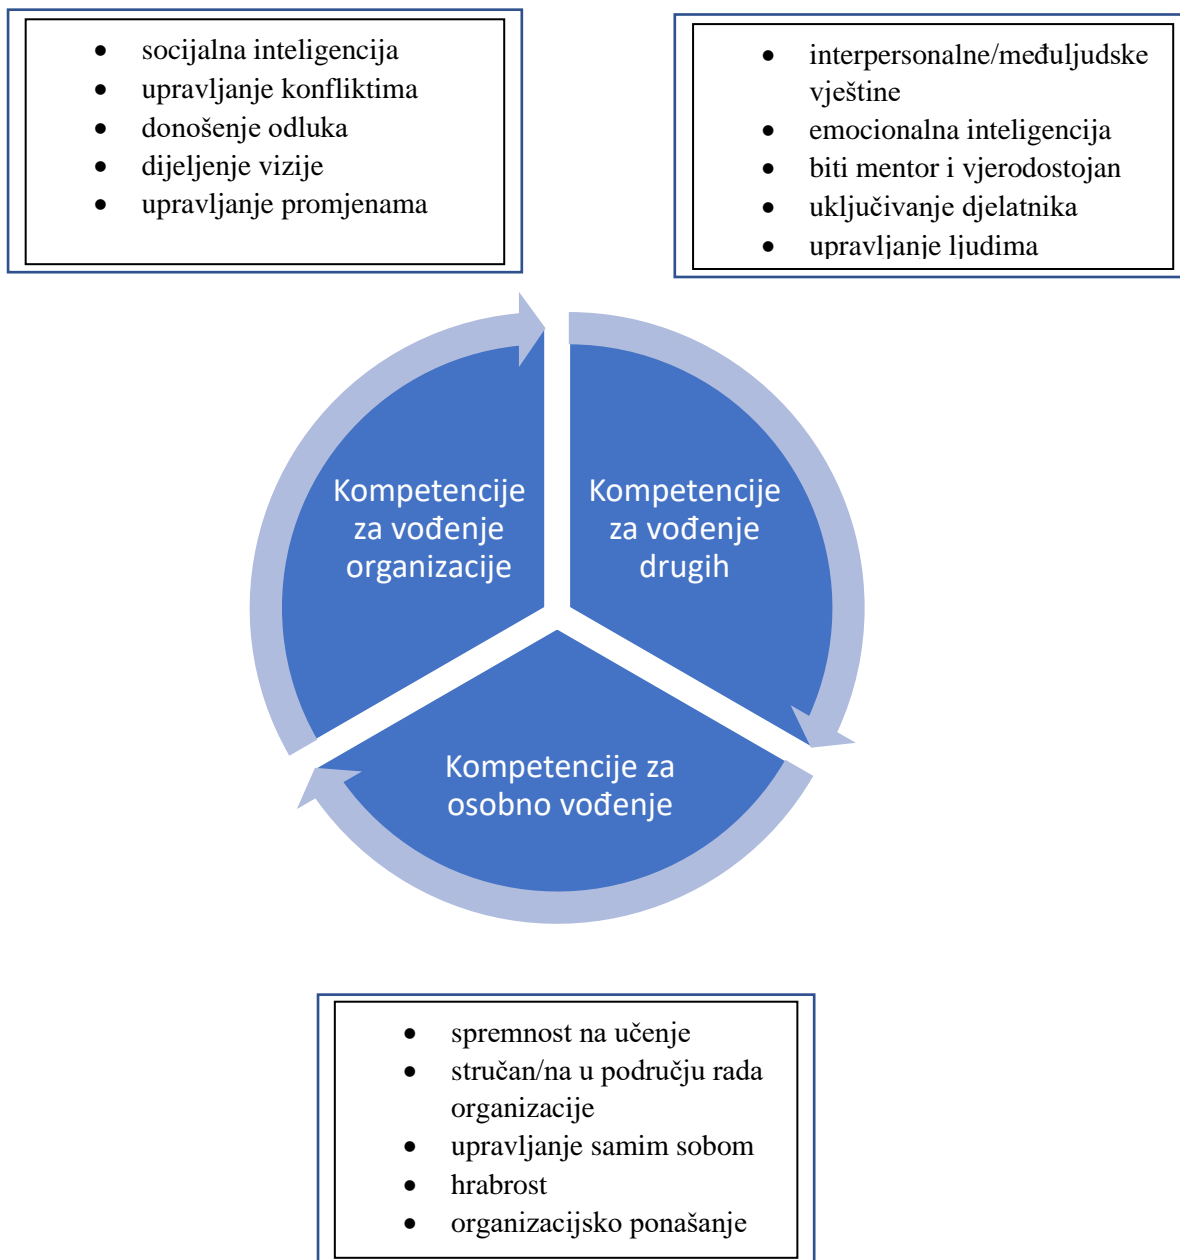 socijalna inteligencija
upravljanje konfliktima
donošenje odluka
dijeljenje vizije
upravljanje promjenama
interpersonalne/međuljudske
vještine
emocionalna inteligencija
biti mentor i vjerodostojan
uključivanje djelatnika
upravljanje ljudima
Kompetencije
za vođenje
organizacije
Kompetencije
za vođenje
drugih
Kompetencije za
osobno vođenje
spremnost na učenje
stručan/na u području rada
organizacije
upravljanje samim sobom
hrabrost
organizacijsko ponašanje